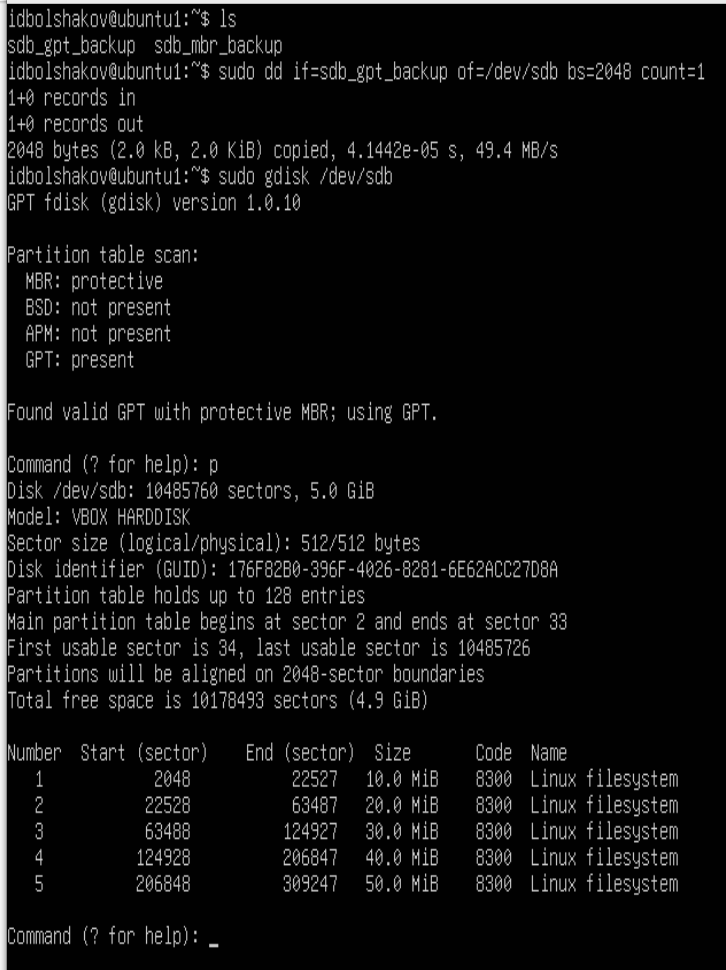 idbolshakov@ubuntu1:~$ ls
sdb_gpt_backup  sdb_mbr_backup
idbolshakov@ubuntu1:~$ sudo dd if=sdb_gpt_backup of=/dev/sdb bs=2048 count=1
1+0 records in
1+0 records out
2048 bytes (2.0 kB, 2.0 KiB) copied, 4.1442e-05 s, 49.4 MB/s
idbolshakov@ubuntu1:~$ sudo gdisk /dev/sdb
GPT fdisk (gdisk) version 1.0.10

Partition table scan:
  MBR: protective
  BSD: not present
  APM: not present
  GPT: present

Found valid GPT with protective MBR; using GPT.

Command (? for help): p
Disk /dev/sdb: 10485760 sectors, 5.0 GiB
Model: VBOX HARDDISK
Sector size (logical/physical): 512/512 bytes
Disk identifier (GUID): 176F82B0-396F-4026-8281-6E62ACC27D8A
Partition table holds up to 128 entries
Main partition table begins at sector 2 and ends at sector 33
First usable sector is 34, last usable sector is 10485726
Partitions will be aligned on 2048-sector boundaries
Total free space is 10178493 sectors (4.9 GiB)

Number  Start (sector)    End (sector)  Size       Code  Name
   1            2048           22527   10.0 MiB    8300  Linux filesystem
   2           22528           63487   20.0 MiB    8300  Linux filesystem
   3           63488          124927   30.0 MiB    8300  Linux filesystem
   4          124928          206847   40.0 MiB    8300  Linux filesystem
   5          206848          309247   50.0 MiB    8300  Linux filesystem

Command (? for help): _